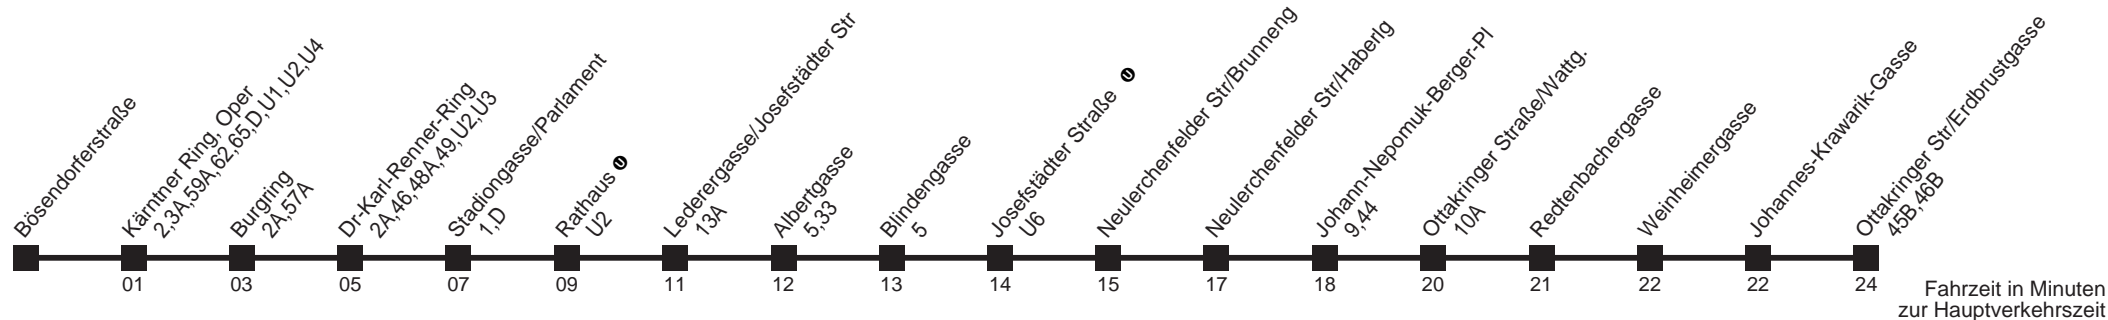 Bösendorferstraße
Kärntner Ring, Oper
2,3A,59A,62,65,D,U1,U2,U4
Burgring
2A,57A
Dr-Karl-Renner-Ring
2A,46,48A,49,U2,U3
Stadiongasse/Parlament
1,D
Rathaus U
U2
Lederergasse/Josefstädter Str
13A
Albertgasse
5,33
Blindengasse
5
Josefstädter Straße U
U6
Neulerchenfelder Str/Brunneng
Neulerchenfelder Str/Haberlg
Johann-Nepomuk-Berger-Pl
9,44
Ottakringer Straße/Wattg.
10A
Redtenbachergasse
Weinheimergasse
Johannes-Krawarik-Gasse
Ottakringer Str/Erdbrustgasse
45B,46B
01 03 05 07 09 11 12 13 14 15 17 18 20 21 22 22 24
Fahrzeit in Minuten
zur Hauptverkehrszeit